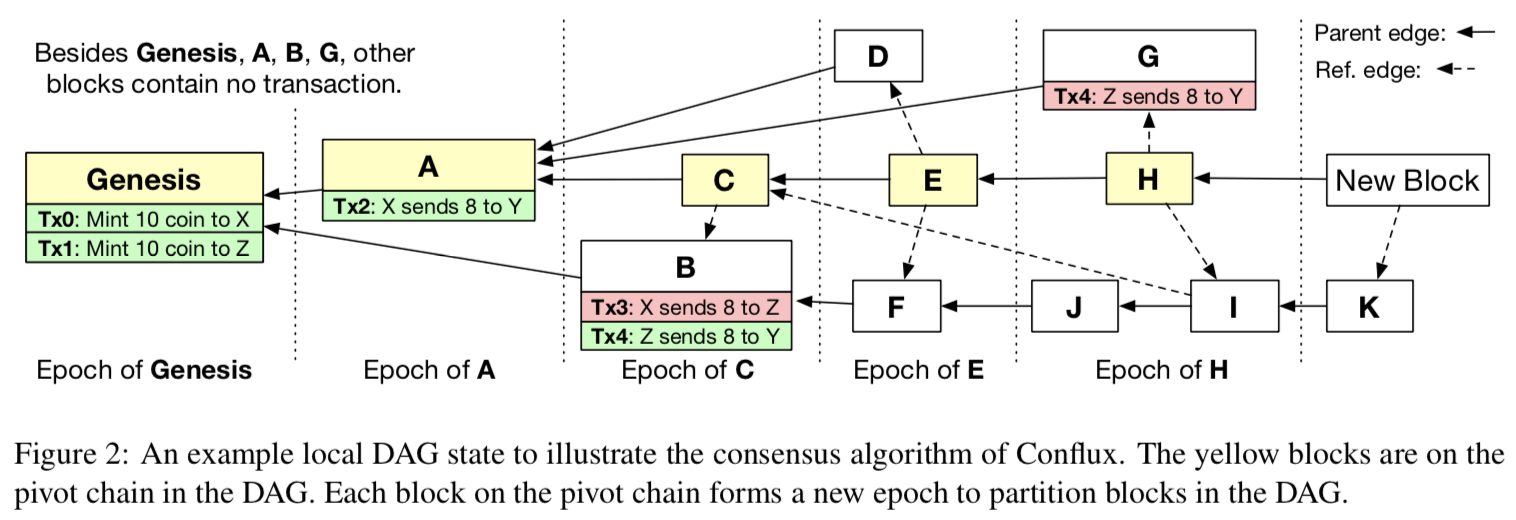 Besides Genesis, A, B, G, other
blocks contain no transaction.
Parent edge:
Ref. edge:
D
G
Tx4: Z sends 8 to Y
Genesis
Tx0: Mint 10 coin to X
Tx1: Mint 10 coin to Z
A
Tx2: X sends 8 to Y
C
E
H
New Block
B
Tx3: X sends 8 to Z
Tx4: Z sends 8 to Y
F
J
I
K
Epoch of Genesis
Epoch of A
Epoch of C
Epoch of E
Epoch of H
Figure 2: An example local DAG state to illustrate the consensus algorithm of Conflux. The yellow blocks are on the
pivot chain in the DAG. Each block on the pivot chain forms a new epoch to partition blocks in the DAG.